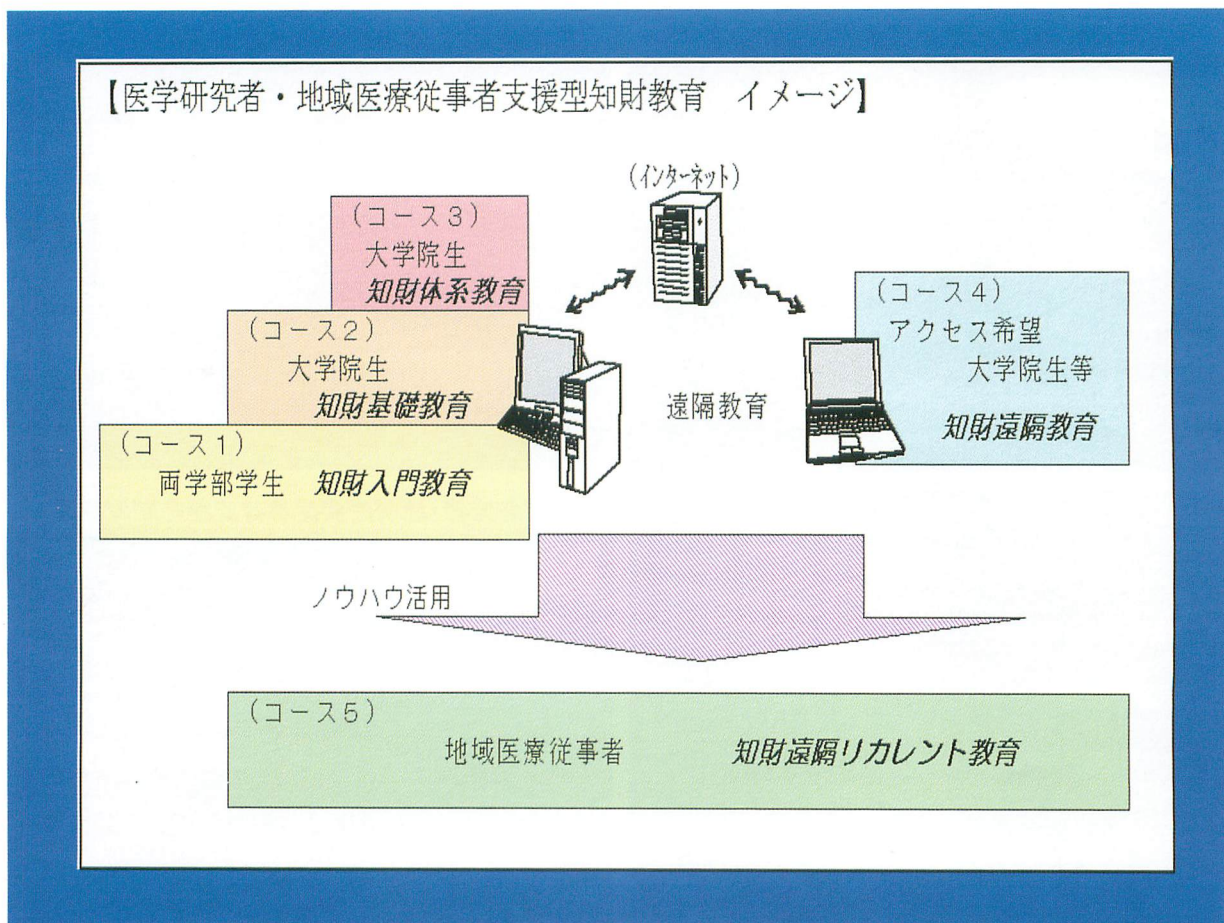 【医学研究者・地域医療従事者支援型知財教育　イメージ】
(インターネット)
(コース３)
大学院生
知財体系教育
(コース２)
大学院生
知財基礎教育
(コース１)
両学部学生　知財入門教育
遠隔教育
(コース４)
アクセス希望
大学院生等
知財遠隔教育
ノウハウ活用
(コース５)
地域医療従事者　知財遠隔リカレント教育